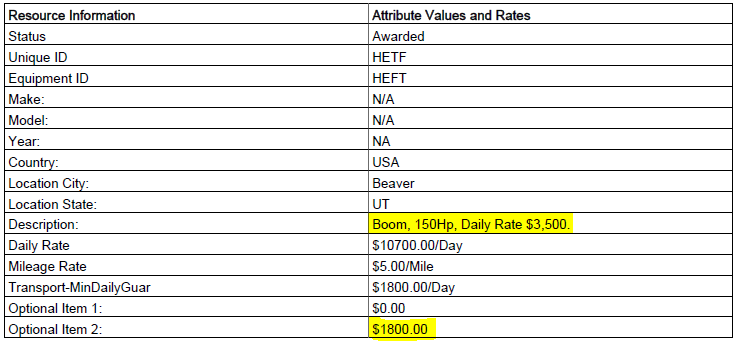 Resource Information Attribute Values and Rates
Status Awarded
Unique ID HETF
Equipment ID HEFT
Make: N/A
Model: N/A
Year: NA
Country: USA
Location City: Beaver
Location State: UT
Description: Boom, 150Hp, Daily Rate $3,500.
Daily Rate $10700.00/Day
Mileage Rate $5.00/Mile
Transport-MinDailyGuar $1800.00/Day
Optional Item 1: $0.00
Optional Item 2: $1800.00